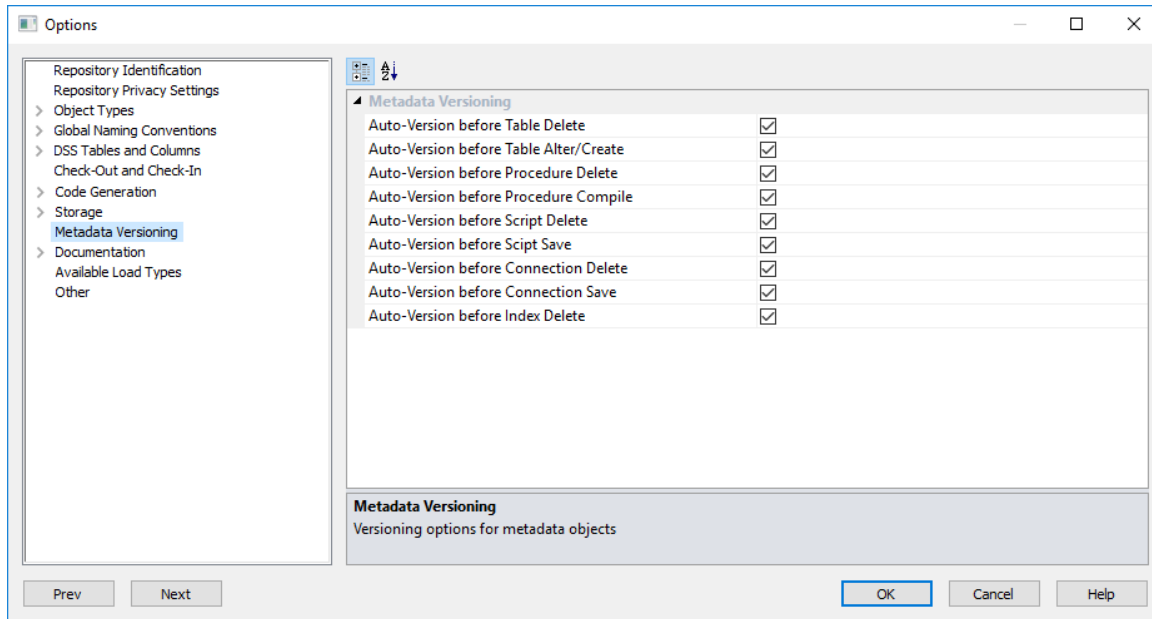 Options
Repository Identification
Repository Privacy Settings
Object Types
Global Naming Conventions
DSS Tables and Columns
Check-Out and Check-In
Code Generation
Storage
Metadata Versioning
Documentation
Available Load Types
Other
Metadata Versioning
Auto-Version before Table Delete
Auto-Version before Table Alter/Create
Auto-Version before Procedure Delete
Auto-Version before Procedure Compile
Auto-Version before Script Delete
Auto-Version before Scipt Save
Auto-Version before Connection Delete
Auto-Version before Connection Save
Auto-Version before Index Delete
Metadata Versioning
Versioning options for metadata objects
Prev Next OK Cancel Help